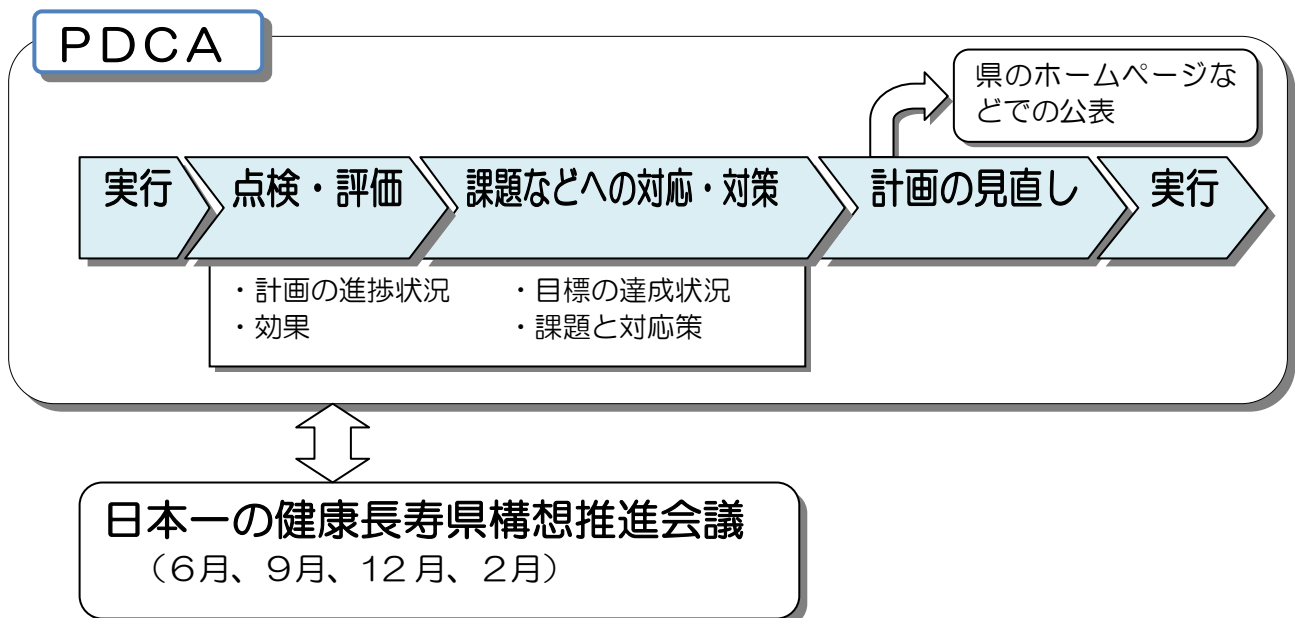 ＰＤＣＡ
県のホームページな
どでの公表
実行
点検・評価
課題などへの対応・対策
計画の見直し
実行
・計画の進捗状況
・目標の達成状況
・効果
・課題と対応策
日本一の健康長寿県構想推進会議
（６月、９月、12 月、２月）